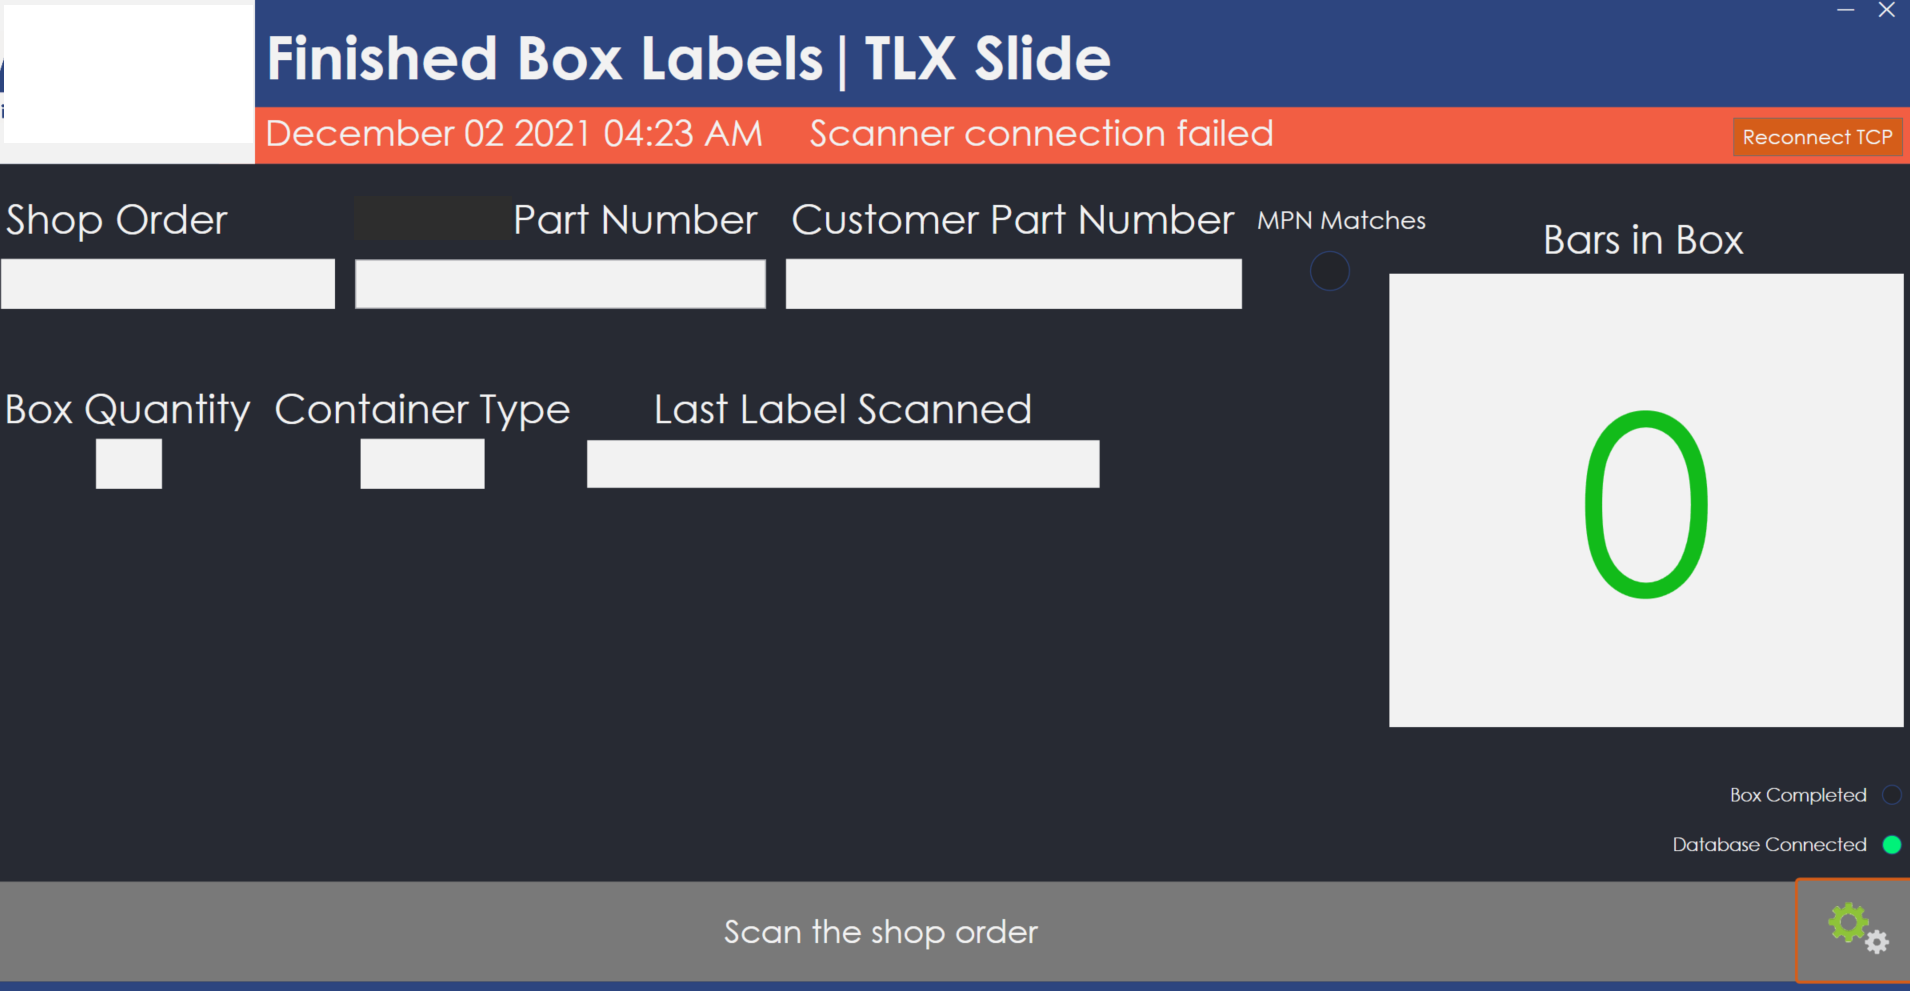 Finished Box Labels | TLX Slide
December 02 2021 04:23 AM Scanner connection failed
Reconnect TCP
Shop Order
Part Number
Customer Part Number
MPN Matches
Bars in Box
0
Box Quantity
Container Type
Last Label Scanned
Box Completed
Database Connected
Scan the shop order